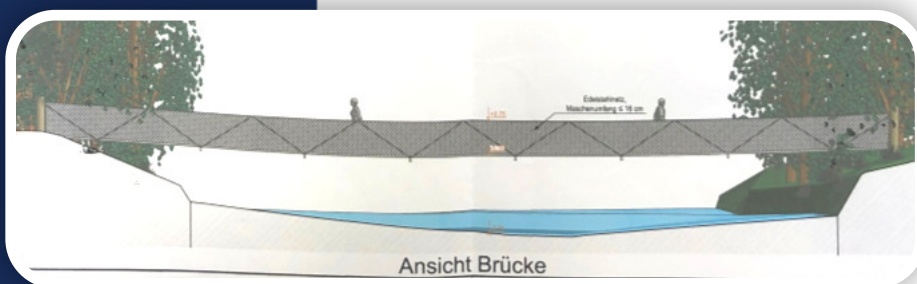 Edelstahlnetz,
Maschenumfang ≤ 16 cm
Ansicht Brücke